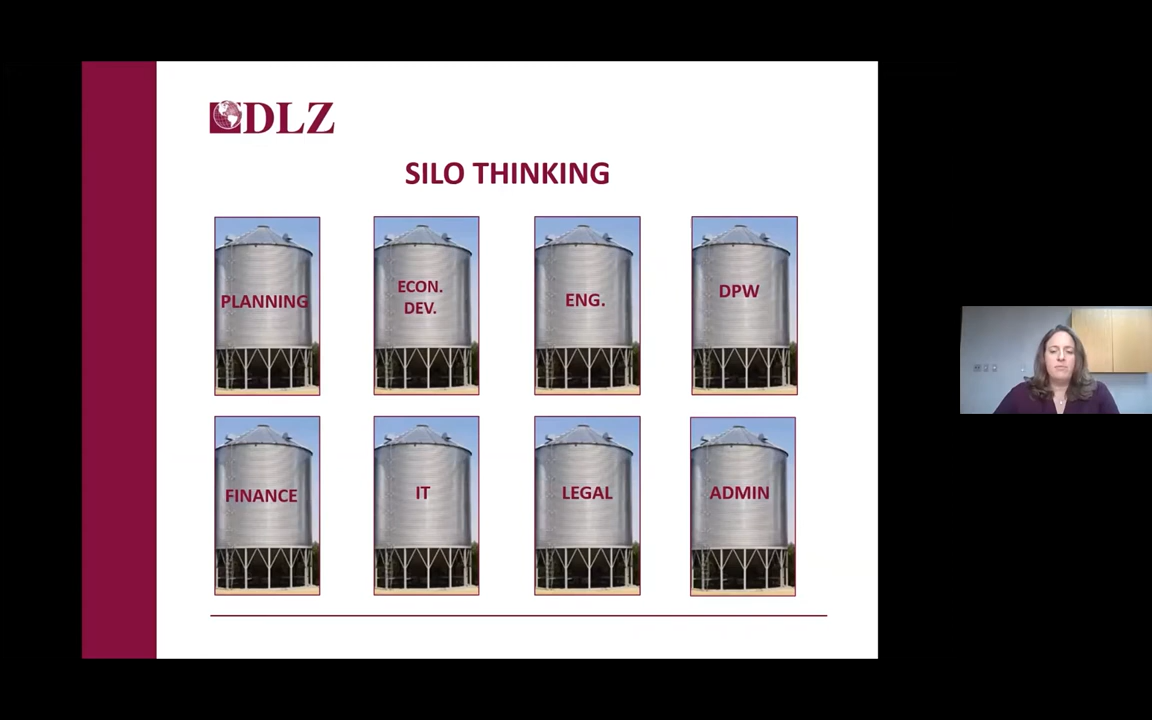 DLZ
SILO THINKING
PLANNING
ECON.
DEV.
ENG.
DPW
FINANCE
IT
LEGAL
ADMIN